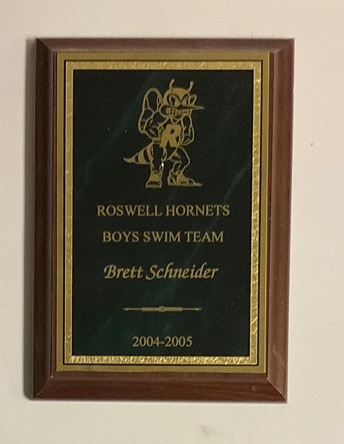 R
ROSWELL HORNETS
BOYS SWIM TEAM
Brett Schneider
2004-2005